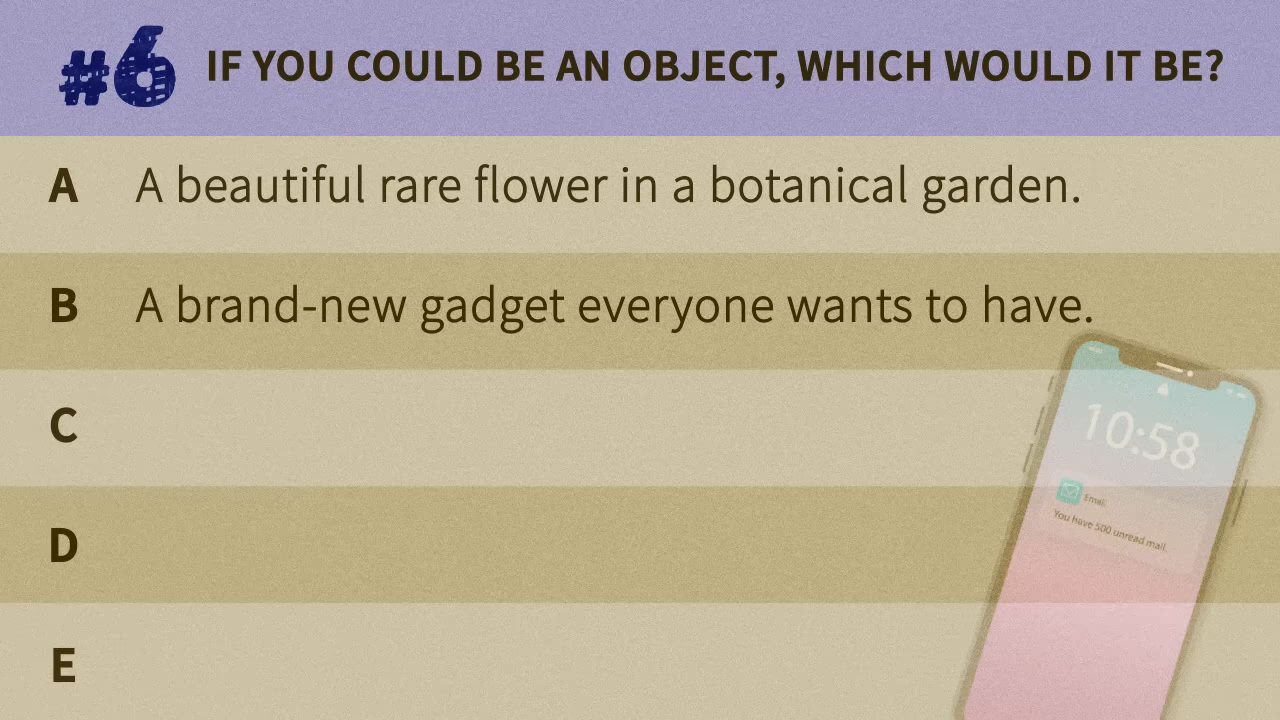 #6 IF YOU COULD BE AN OBJECT, WHICH WOULD IT BE?
A A beautiful rare flower in a botanical garden.
B A brand-new gadget everyone wants to have.
C
10:58
Email
You have 500 unread mail.
D
E